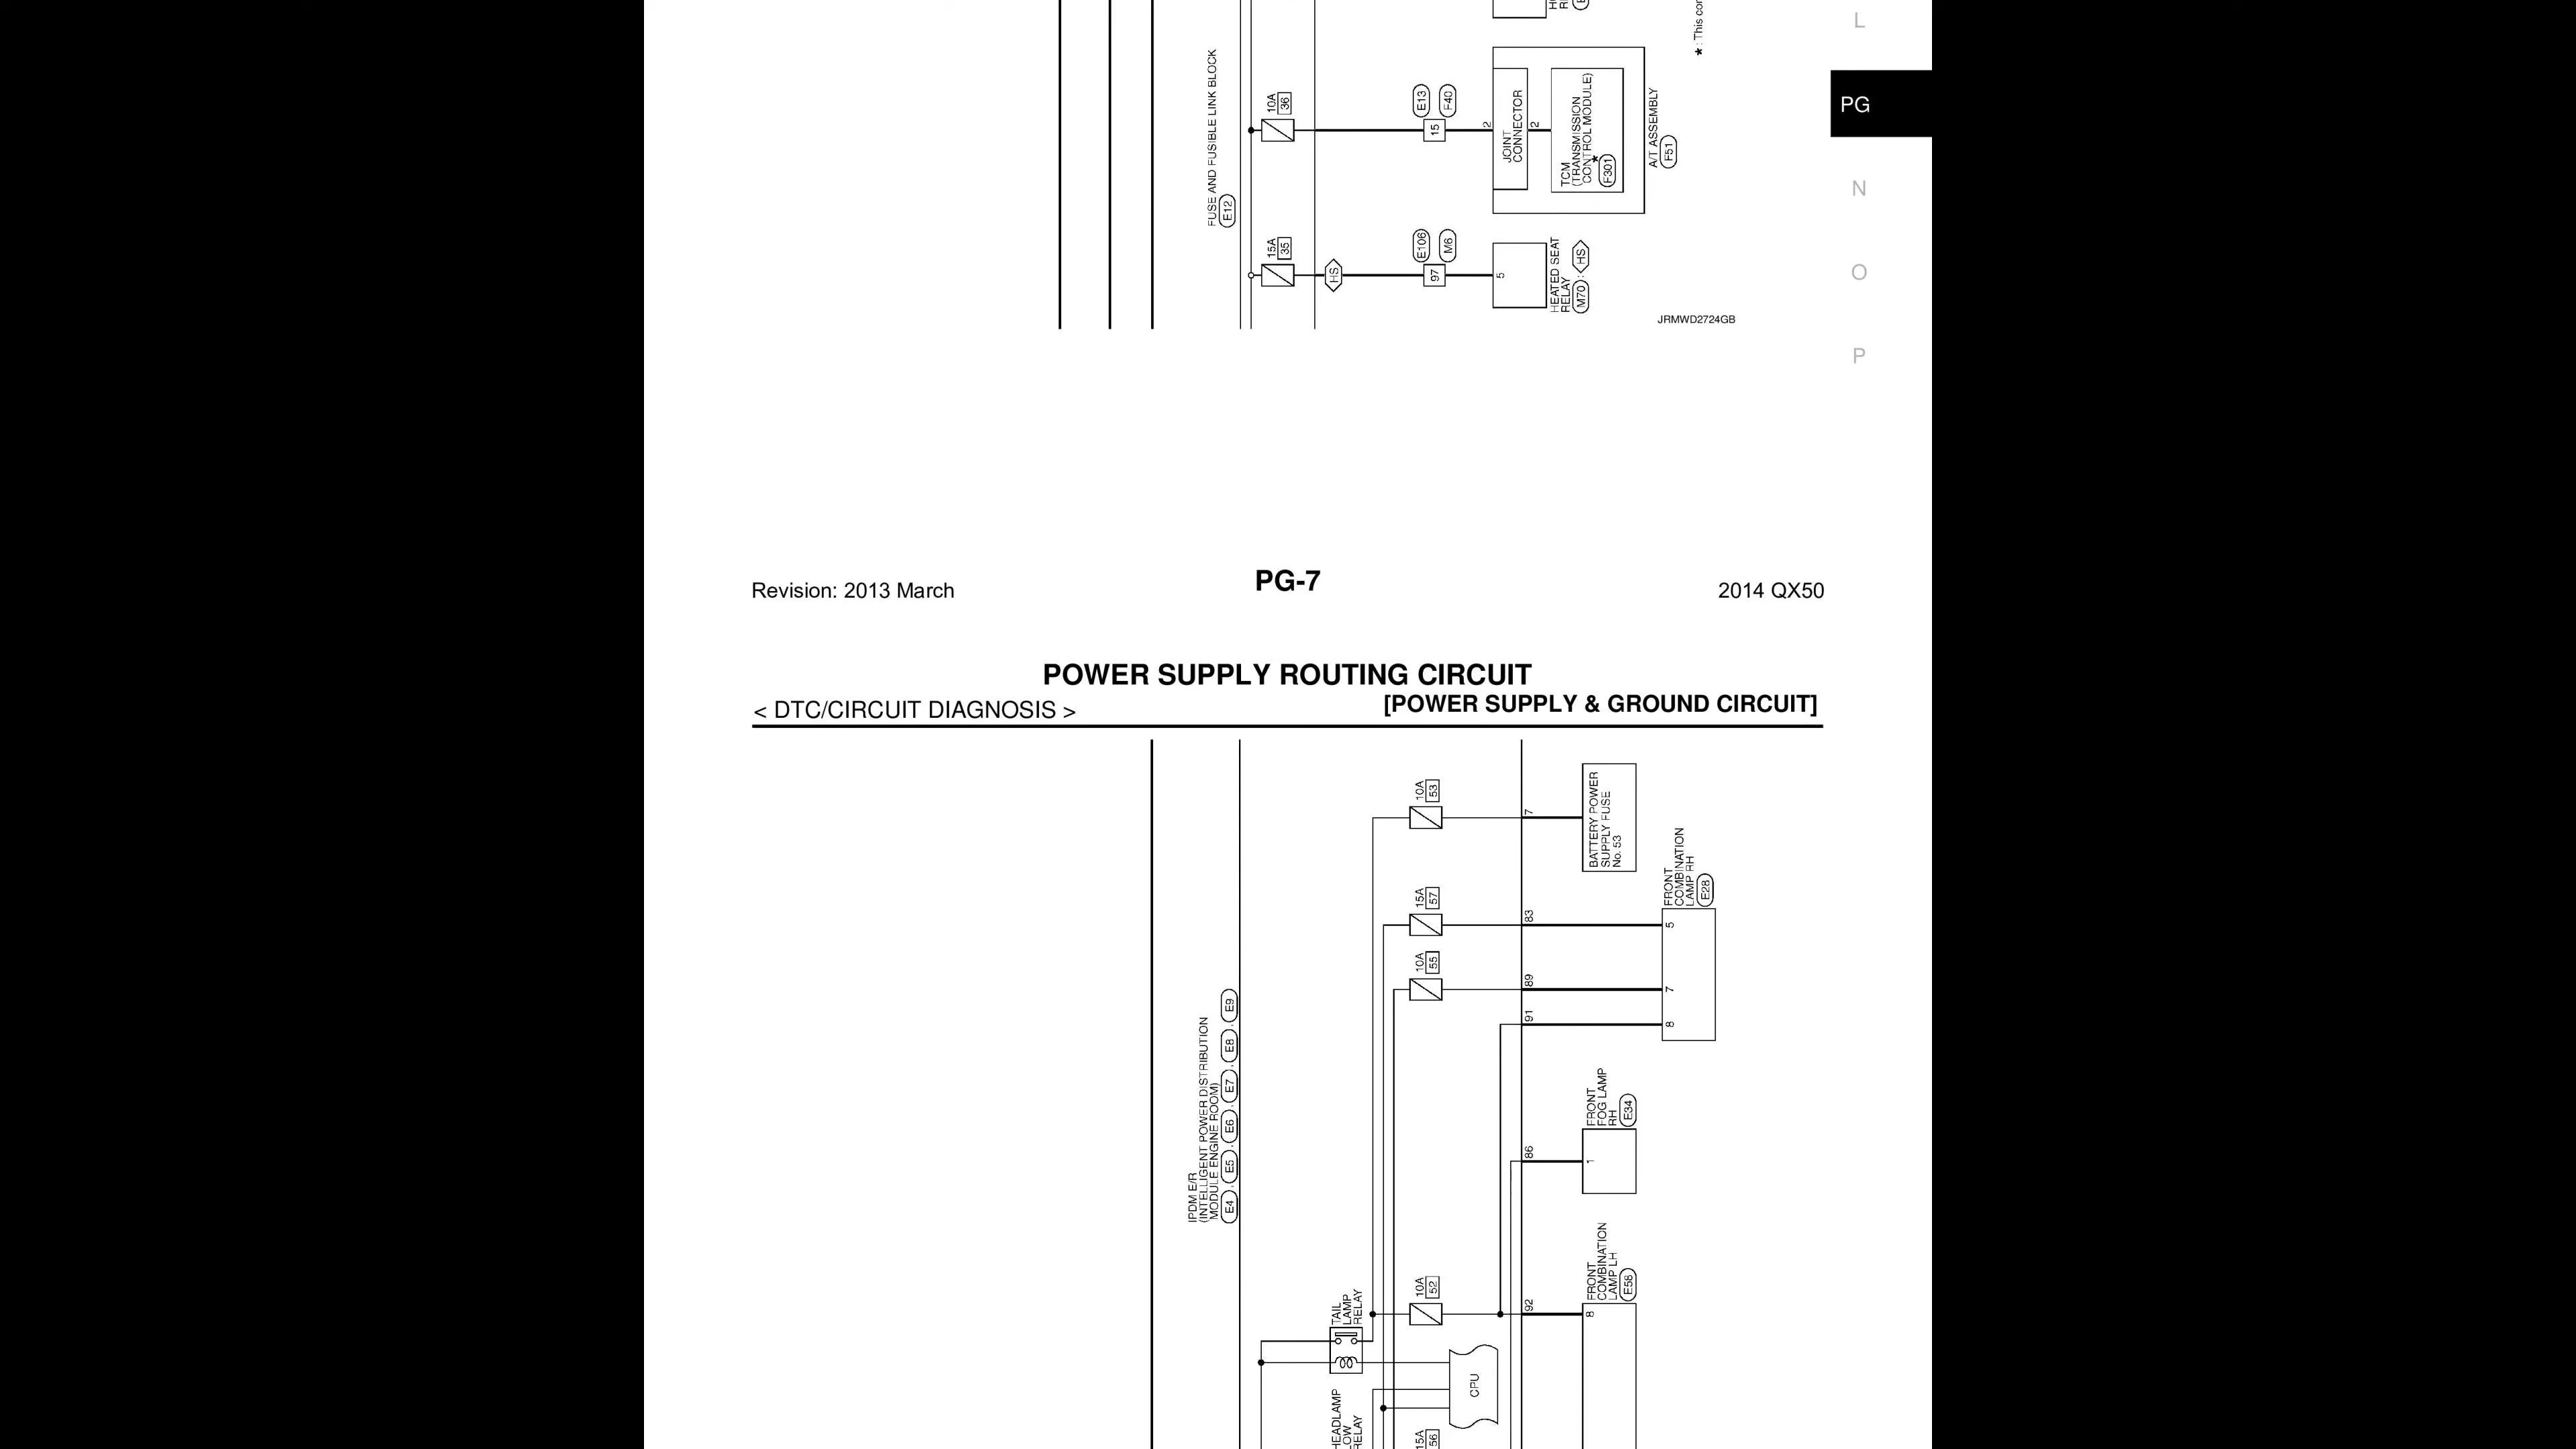 L
PG
N
O
P
FUSE AND FUSIBLE LINK BLOCK
E12
10A
36
E13
F40
15
2
JOINT
CONNECTOR
2
TCM
(TRANSMISSION
CONTROL MODULE)
★
F301
A/T ASSEMBLY
F51
★ : This
15A
35
HS
E106
M6
97
5
HEATED SEAT
RELAY
M70 : HS
JRMWD2724GB
Revision: 2013 March
PG-7
2014 QX50
POWER SUPPLY ROUTING CIRCUIT
< DTC/CIRCUIT DIAGNOSIS >
[POWER SUPPLY & GROUND CIRCUIT]
IPDM E/R
(INTELLIGENT POWER DISTRIBUTION
MODULE ENGINE ROOM)
E4 , E5 , E6 , E7 , E8 , E9
10A
53
7
BATTERY POWER
SUPPLY FUSE
No. 53
15A
57
83
5
10A
55
89
7
91
8
FRONT
COMBINATION
LAMP RH
E28
86
1
FRONT
FOG LAMP
RH
E34
TAIL
LAMP
RELAY
10A
52
92
8
FRONT
COMBINATION
LAMP LH
E58
CPU
HEADLAMP
LOW
RELAY
15A
56